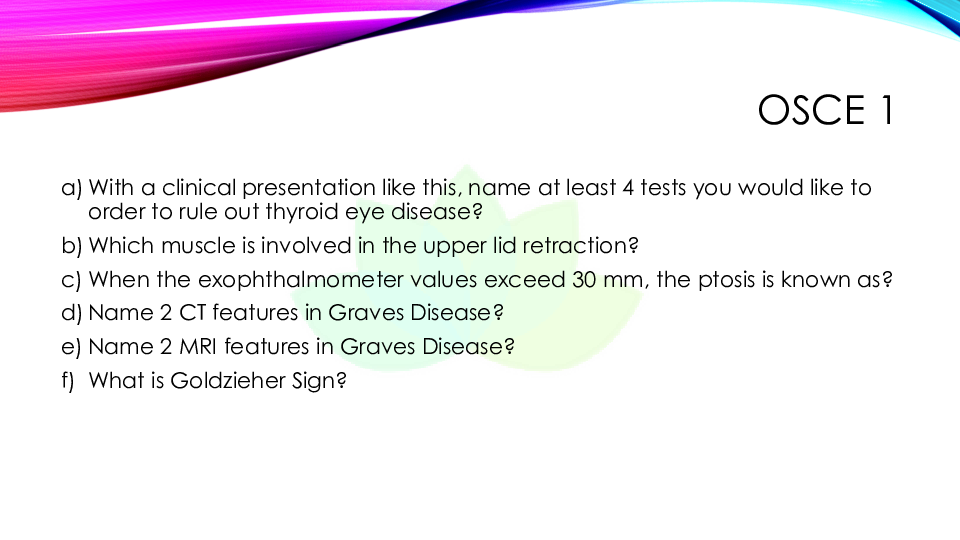 OSCE 1
a) With a clinical presentation like this, name at least 4 tests you would like to
order to rule out thyroid eye disease?
b) Which muscle is involved in the upper lid retraction?
c) When the exophthalmometer values exceed 30 mm, the ptosis is known as?
d) Name 2 CT features in Graves Disease?
e) Name 2 MRI features in Graves Disease?
f) What is Goldzieher Sign?